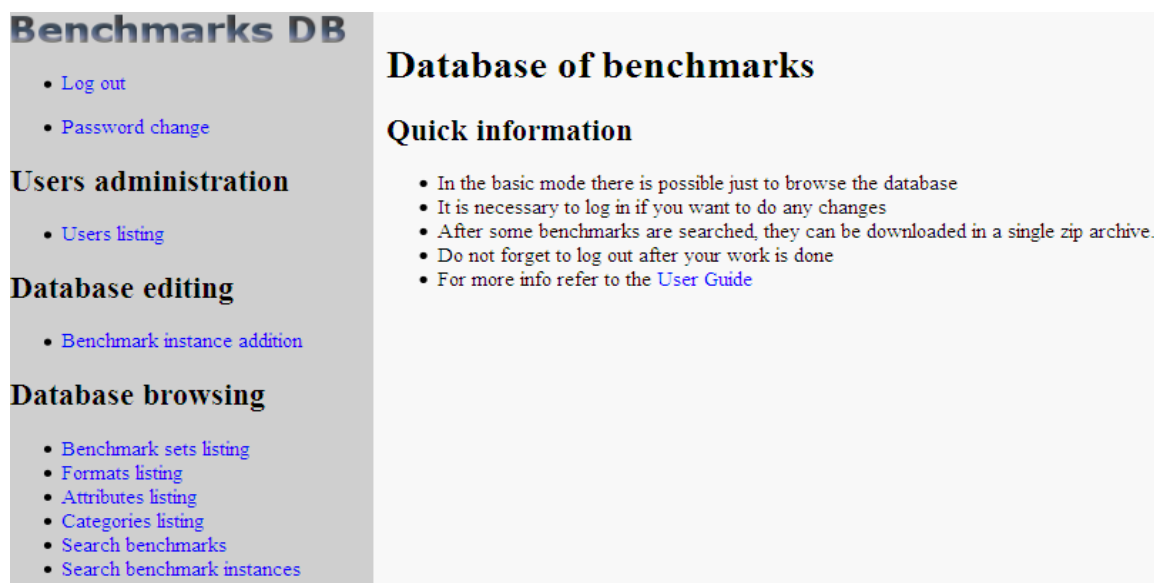 Benchmarks DB
Log out
Password change
Users administration
Users listing
Database editing
Benchmark instance addition
Database browsing
Benchmark sets listing
Formats listing
Attributes listing
Categories listing
Search benchmarks
Search benchmark instances
Database of benchmarks
Quick information
In the basic mode there is possible just to browse the database
It is necessary to log in if you want to do any changes
After some benchmarks are searched, they can be downloaded in a single zip archive.
Do not forget to log out after your work is done
For more info refer to the User Guide